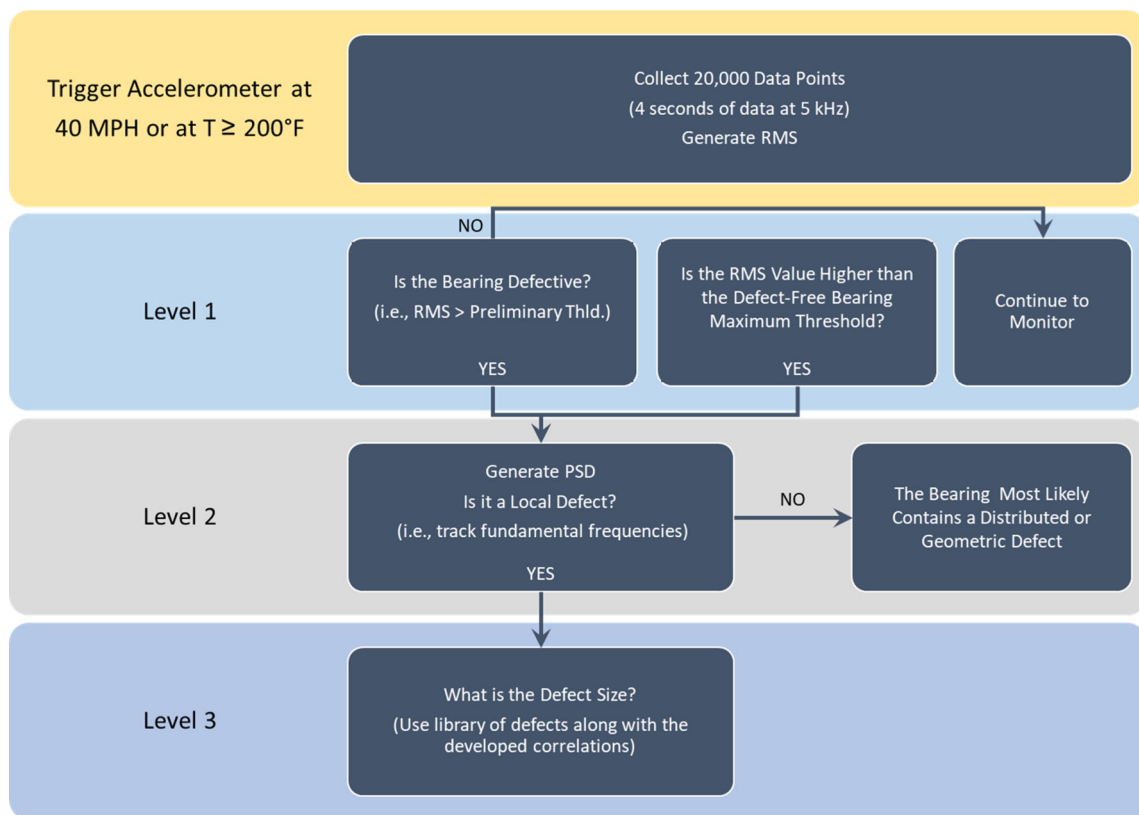 Trigger Accelerometer at
40 MPH or at T ≥ 200°F
Collect 20,000 Data Points
(4 seconds of data at 5 kHz)
Generate RMS
Level 1
NO
Is the Bearing Defective?
(i.e., RMS > Preliminary Thld.)
YES
Is the RMS Value Higher than
the Defect-Free Bearing
Maximum Threshold?
YES
Continue to
Monitor
Level 2
Generate PSD
Is it a Local Defect?
(i.e., track fundamental frequencies)
YES
NO
The Bearing Most Likely
Contains a Distributed or
Geometric Defect
Level 3
What is the Defect Size?
(Use library of defects along with the
developed correlations)